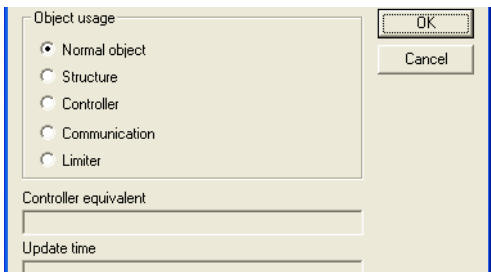 Object usage
OK
Normal object
Cancel
Structure
Controller
Communication
Limiter
Controller equivalent
Update time